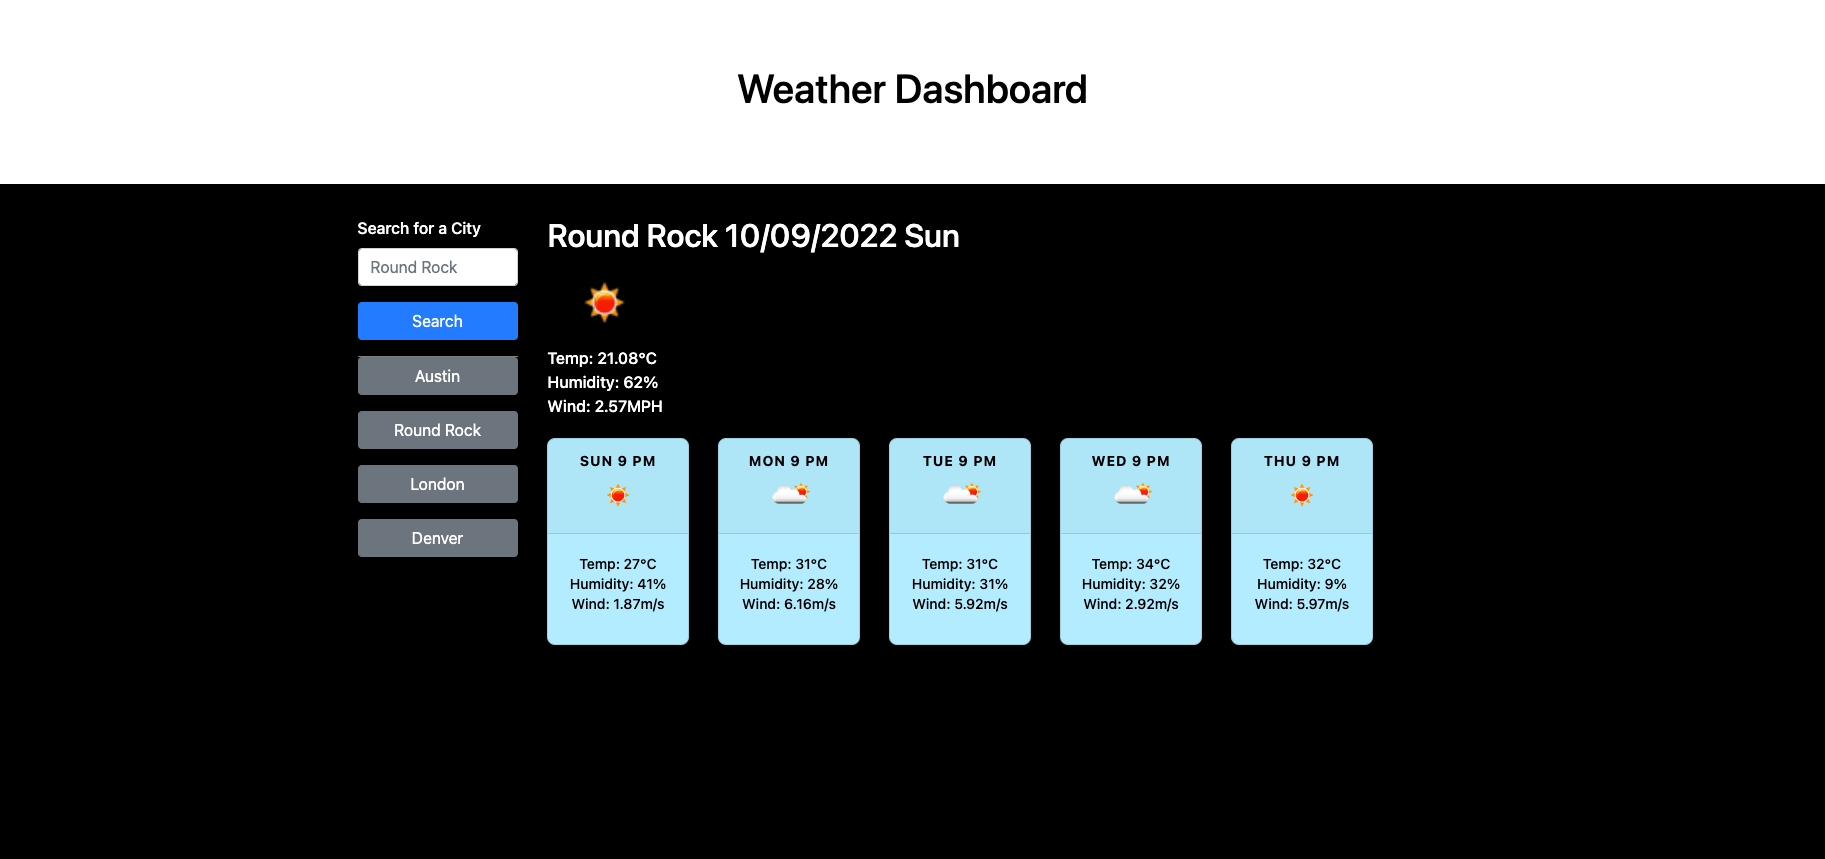 Weather Dashboard
Search for a City
Round Rock
Search
Austin
Round Rock
London
Denver
Round Rock 10/09/2022 Sun
Temp: 21.08°C
Humidity: 62%
Wind: 2.57MPH
SUN 9 PM
Temp: 27°C
Humidity: 41%
Wind: 1.87m/s
MON 9 PM
Temp: 31°C
Humidity: 28%
Wind: 6.16m/s
TUE 9 PM
Temp: 31°C
Humidity: 31%
Wind: 5.92m/s
WED 9 PM
Temp: 34°C
Humidity: 32%
Wind: 2.92m/s
THU 9 PM
Temp: 32°C
Humidity: 9%
Wind: 5.97m/s